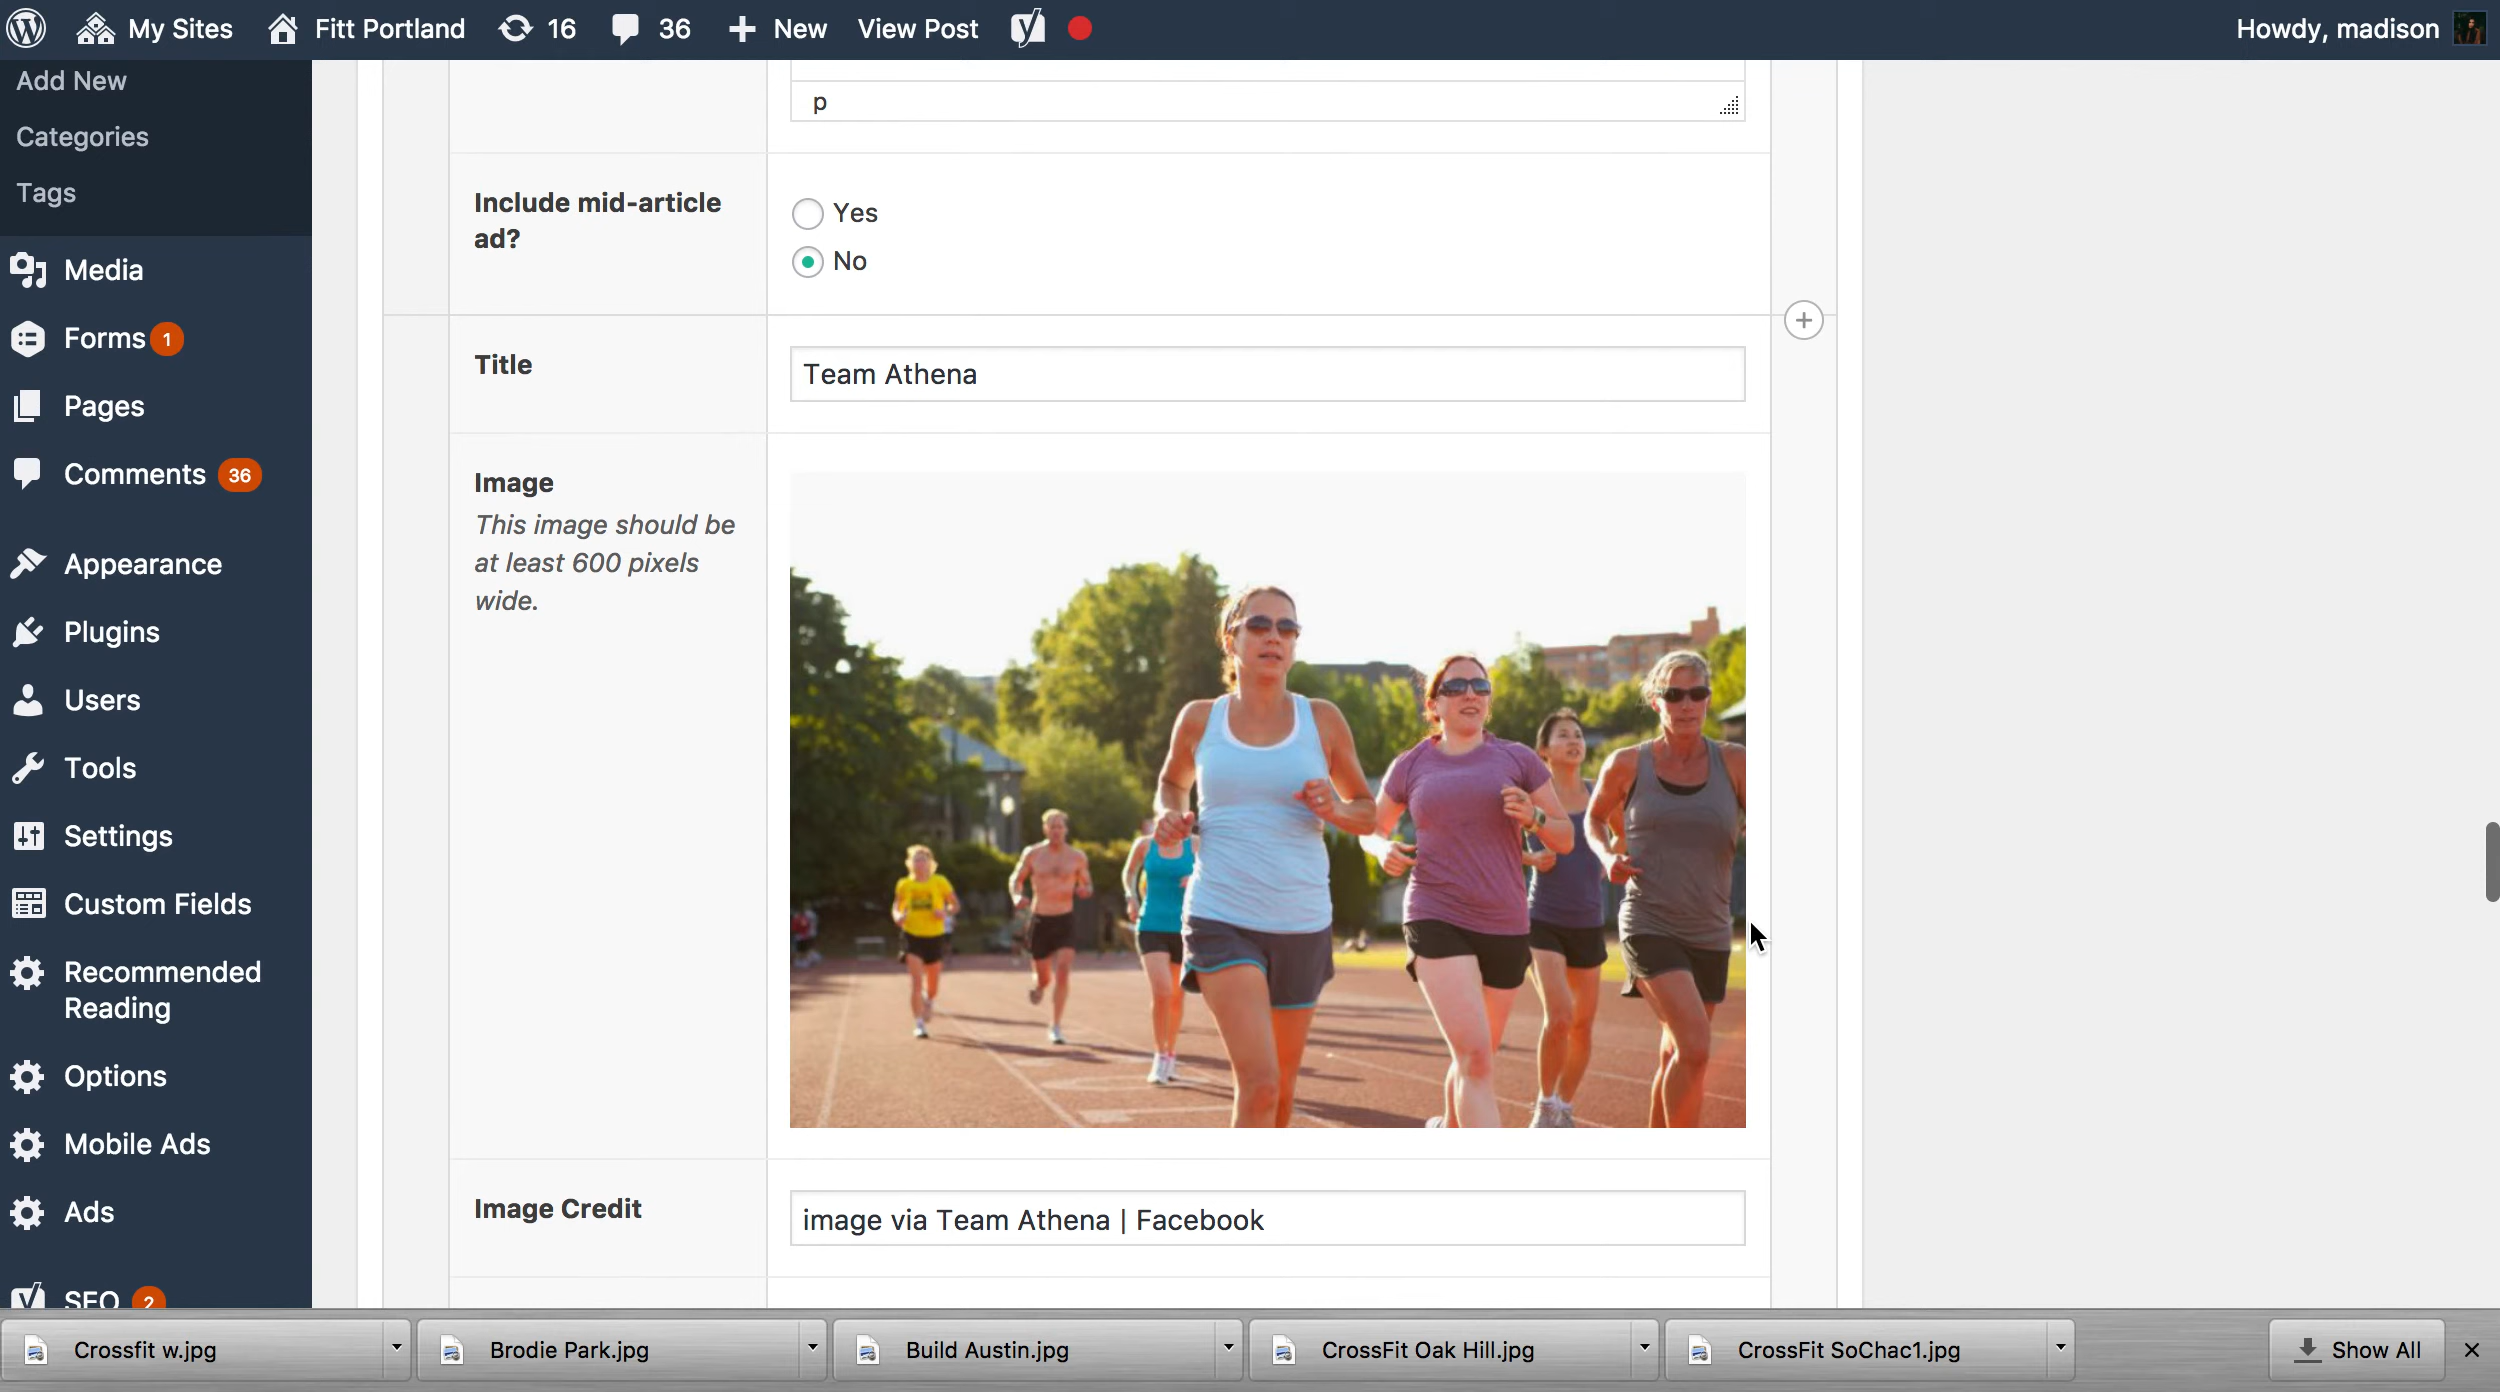 My Sites Fitt Portland 16 36 New View Post Howdy, madison
Add New
Categories
Tags
Media
Forms 1
Pages
Comments 36
Appearance
Plugins
Users
Tools
Settings
Custom Fields
Recommended
Reading
Options
Mobile Ads
Ads
SEO 2
p
Include mid-article
ad?
Yes
No
Title
Team Athena
Image
This image should be
at least 600 pixels
wide.
Image Credit
image via Team Athena | Facebook
Crossfit w.jpg Brodie Park.jpg Build Austin.jpg CrossFit Oak Hill.jpg CrossFit SoChac1.jpg Show All